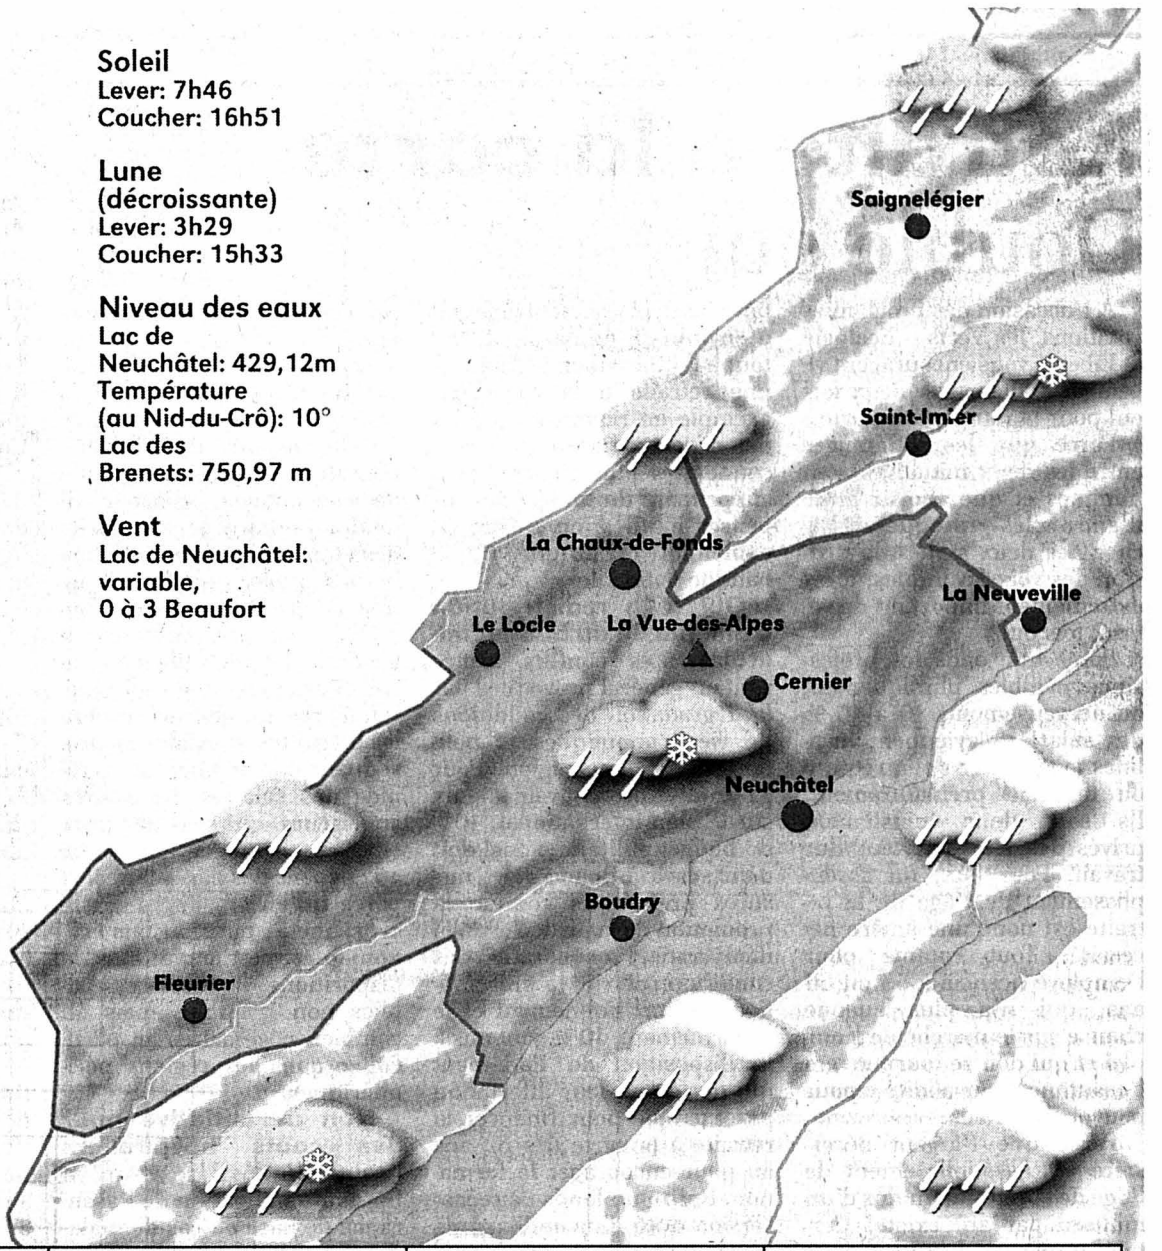 Soleil
Lever: 7h46
Coucher: 16h51
Lune
(décroissante)
Lever: 3h29
Coucher: 15h33
Niveau des eaux
Lac de
Neuchâtel: 429,12m
Température
(au Nid-du-Crô): 10°
Lac des
Brenets: 750,97 m
Vent
Lac de Neuchâtel:
variable,
0 à 3 Beaufort
Saignelégier
Saint-Imier
La Chaux-de-Fonds
La Neuveville
Le Locle
La Vue-des-Alpes
Cernier
Neuchâtel
Boudry
Fleurier